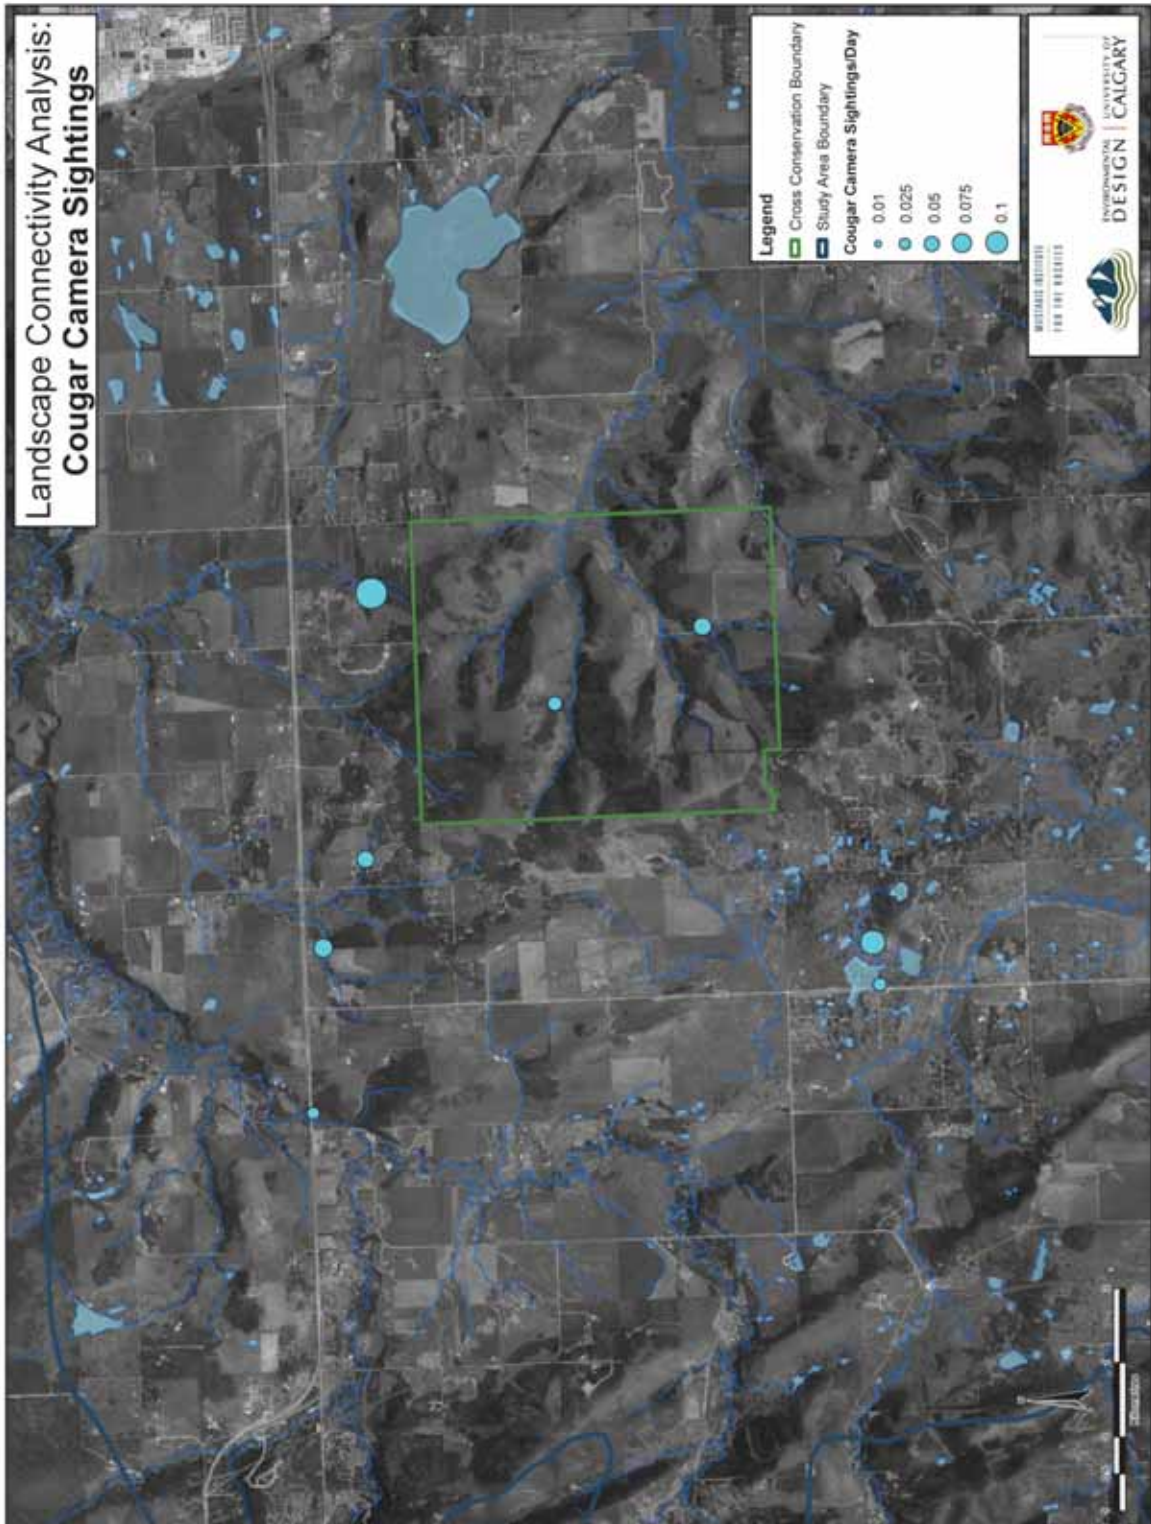 Landscape Connectivity Analysis:
Cougar Camera Sightings
Legend
Cross Conservation Boundary
Study Area Boundary
Cougar Camera Sightings/Day
0.01
0.025
0.05
0.075
0.1
MIISTAKIS INSTITUTE
FOR THE ROCKIES
ENVIRONMENTAL
DESIGN
UNIVERSITY OF
CALGARY